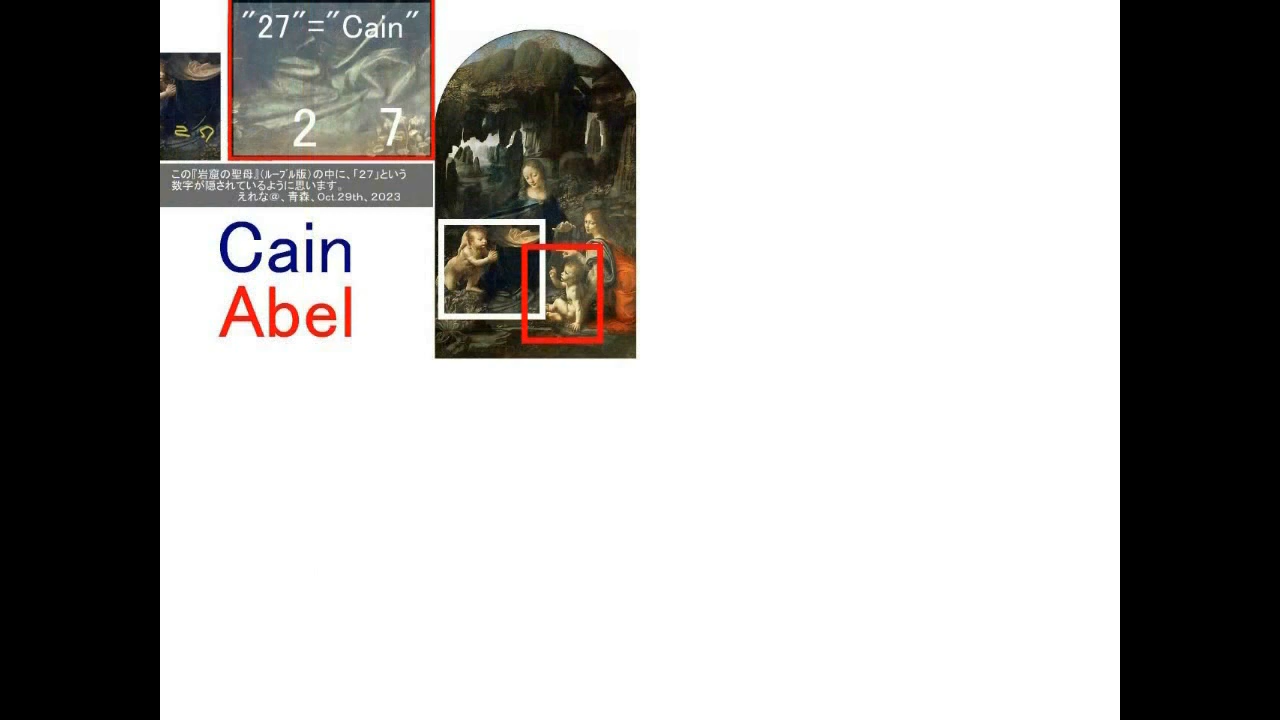 "27"="Cain"
2 7
27
この『岩窟の聖母』(ルーブル版)の中に、「27」という
数字が隠されているように思います。
えれな@、青森、Oct.29th、2023
Cain
Abel